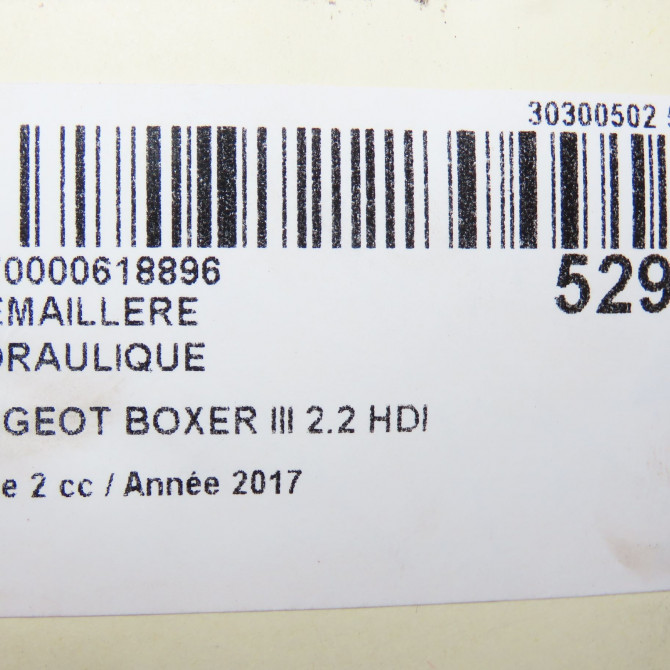 30300502
0000618896
529
EMAILLERE
DRAULIQUE
GEOT BOXER III 2.2 HDI
e 2 cc / Année 2017